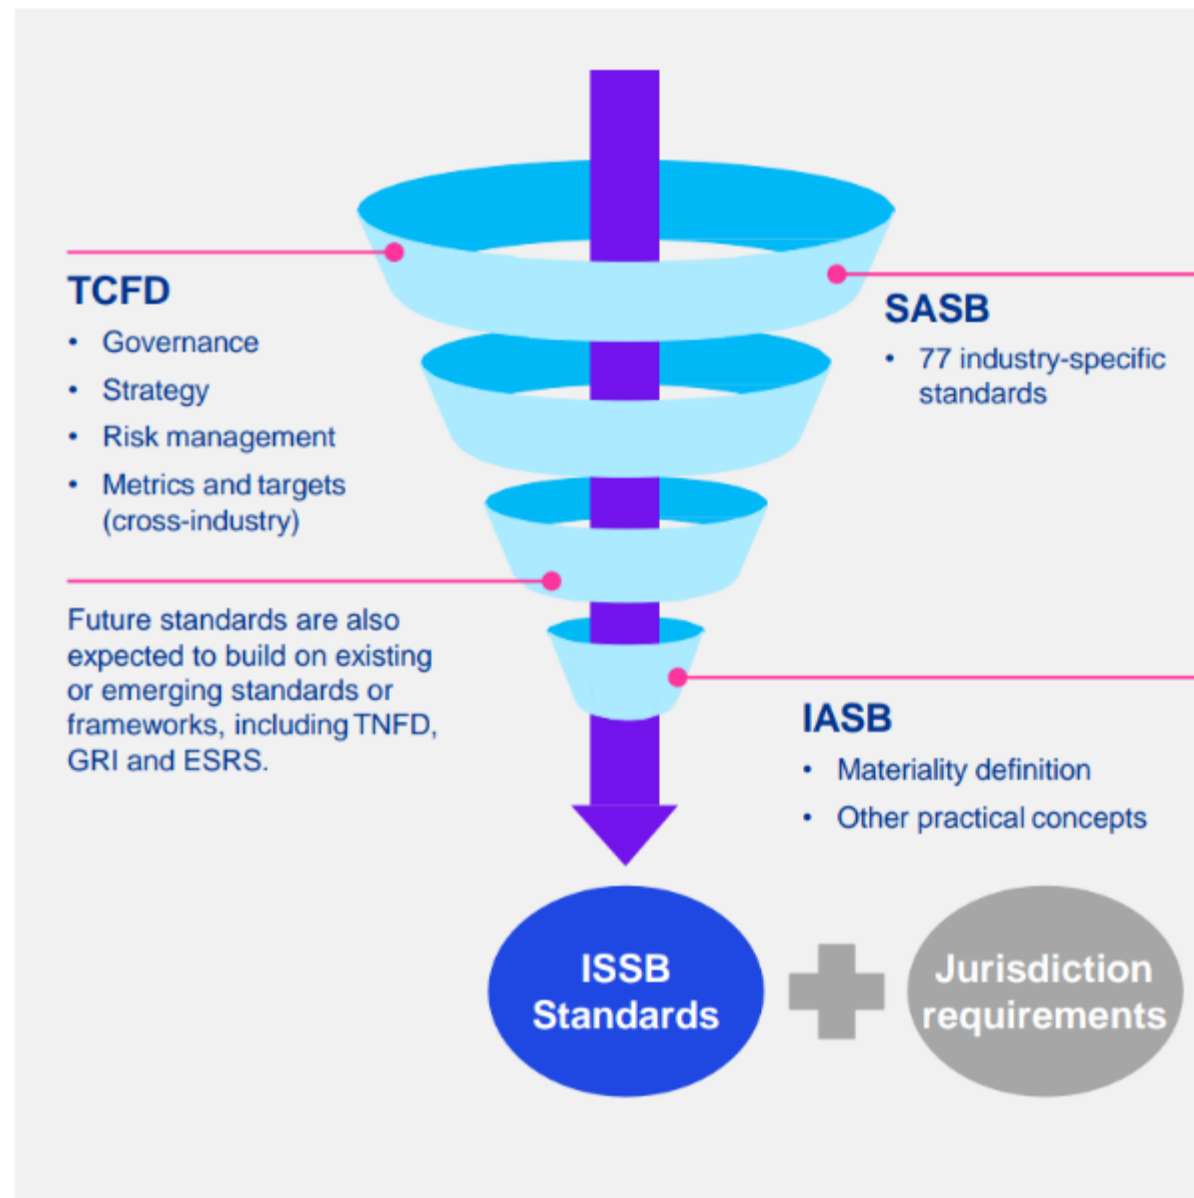 TCFD
• Governance
• Strategy
• Risk management
• Metrics and targets
(cross-industry)
SASB
• 77 industry-specific
standards
Future standards are also
expected to build on existing
or emerging standards or
frameworks, including TNFD,
GRI and ESRS.
IASB
• Materiality definition
• Other practical concepts
ISSB
Standards
Jurisdiction
requirements